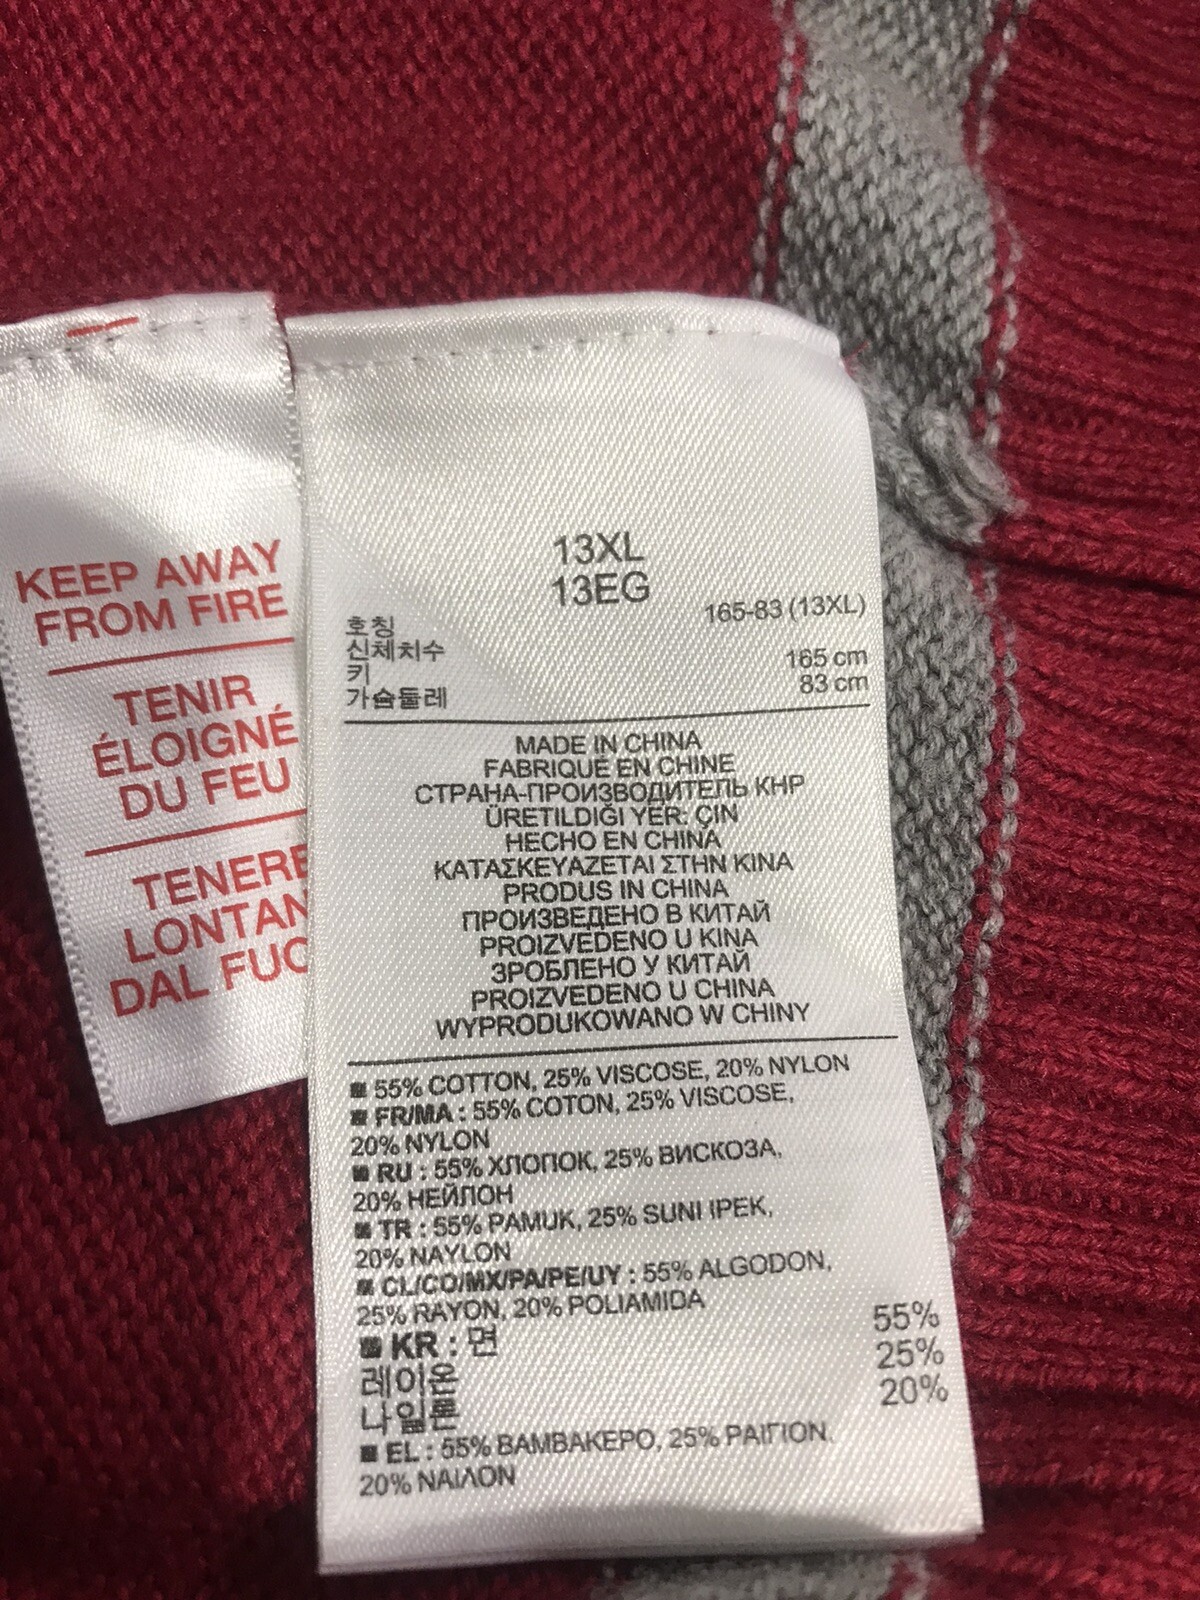 KEEP AWAY
FROM FIRE
TENIR
ÉLOIGNÉ
DU FEU
TENERE
LONTAN
DAL FUO
13XL
13EG
호칭 165-83 (13XL)
신체치수
키 165 cm
가슴둘레 83 cm
MADE IN CHINA
FABRIQUÉ EN CHINE
СТРАНА-ПРОИЗВОДИТЕЛЬ КНР
ÜRETILDIĞI YER: ÇIN
HECHO EN CHINA
ΚΑΤΑΣΚΕΥΑΖΕΤΑΙ ΣΤΗΝ ΚΙΝΑ
PRODUS IN CHINA
ПРОИЗВЕДЕНО В КИТАЙ
PROIZVEDENO U KINA
ЗРОБЛЕНО У КИТАЙ
PROIZVEDENO U CHINA
WYPRODUKOWANO W CHINY
■ 55% COTTON, 25% VISCOSE, 20% NYLON
■ FR/MA : 55% COTON, 25% VISCOSE,
20% NYLON
■ RU : 55% ХЛОПОК, 25% ВИСКОЗА,
20% НЕЙЛОН
■ TR : 55% PAMUK, 25% SUNI IPEK,
20% NAYLON
■ CL/CO/MX/PA/PE/UY : 55% ALGODON,
25% RAYON, 20% POLIAMIDA
■ KR : 면 55%
레이온 25%
나일론 20%
■ EL : 55% ΒΑΜΒΑΚΕΡΟ, 25% ΡΑΙΓΙΟΝ,
20% ΝΑΙΛΟΝ